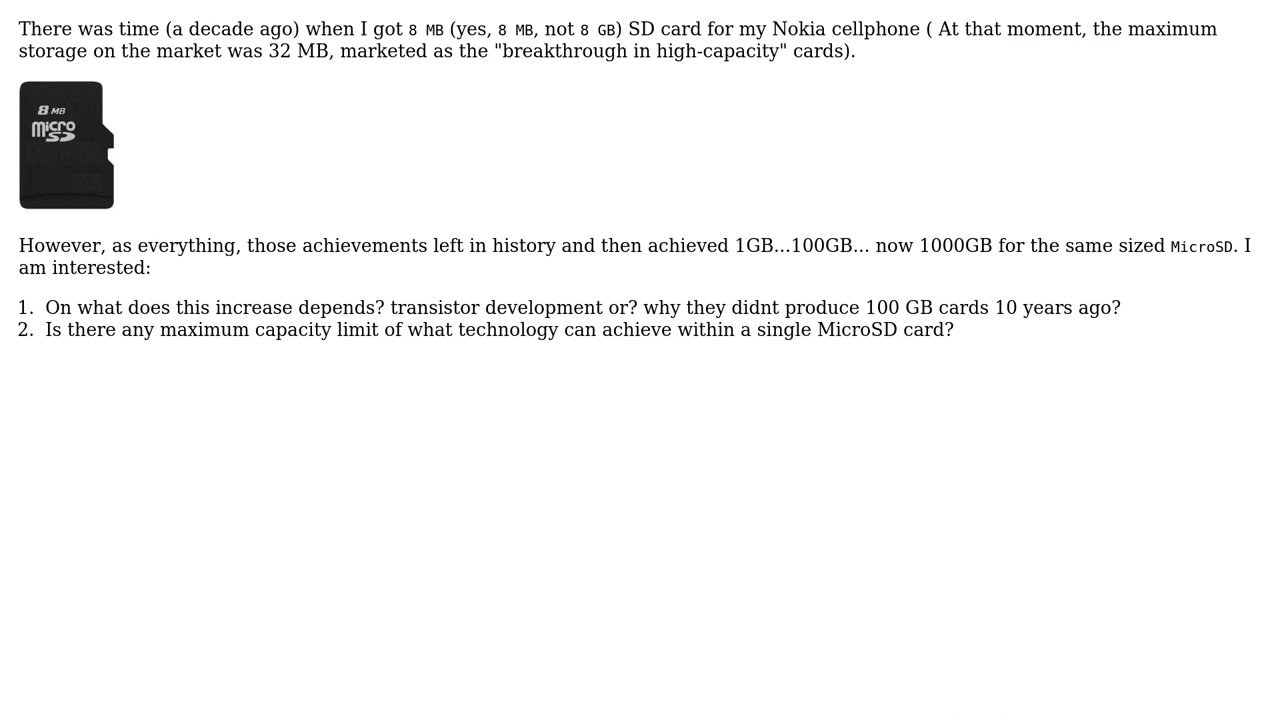 There was time (a decade ago) when I got 8 MB (yes, 8 MB, not 8 GB) SD card for my Nokia cellphone ( At that moment, the maximum
storage on the market was 32 MB, marketed as the "breakthrough in high-capacity" cards).
8 MB
micro
SD
However, as everything, those achievements left in history and then achieved 1GB...100GB... now 1000GB for the same sized MicroSD. I
am interested:
1. On what does this increase depends? transistor development or? why they didnt produce 100 GB cards 10 years ago?
2. Is there any maximum capacity limit of what technology can achieve within a single MicroSD card?